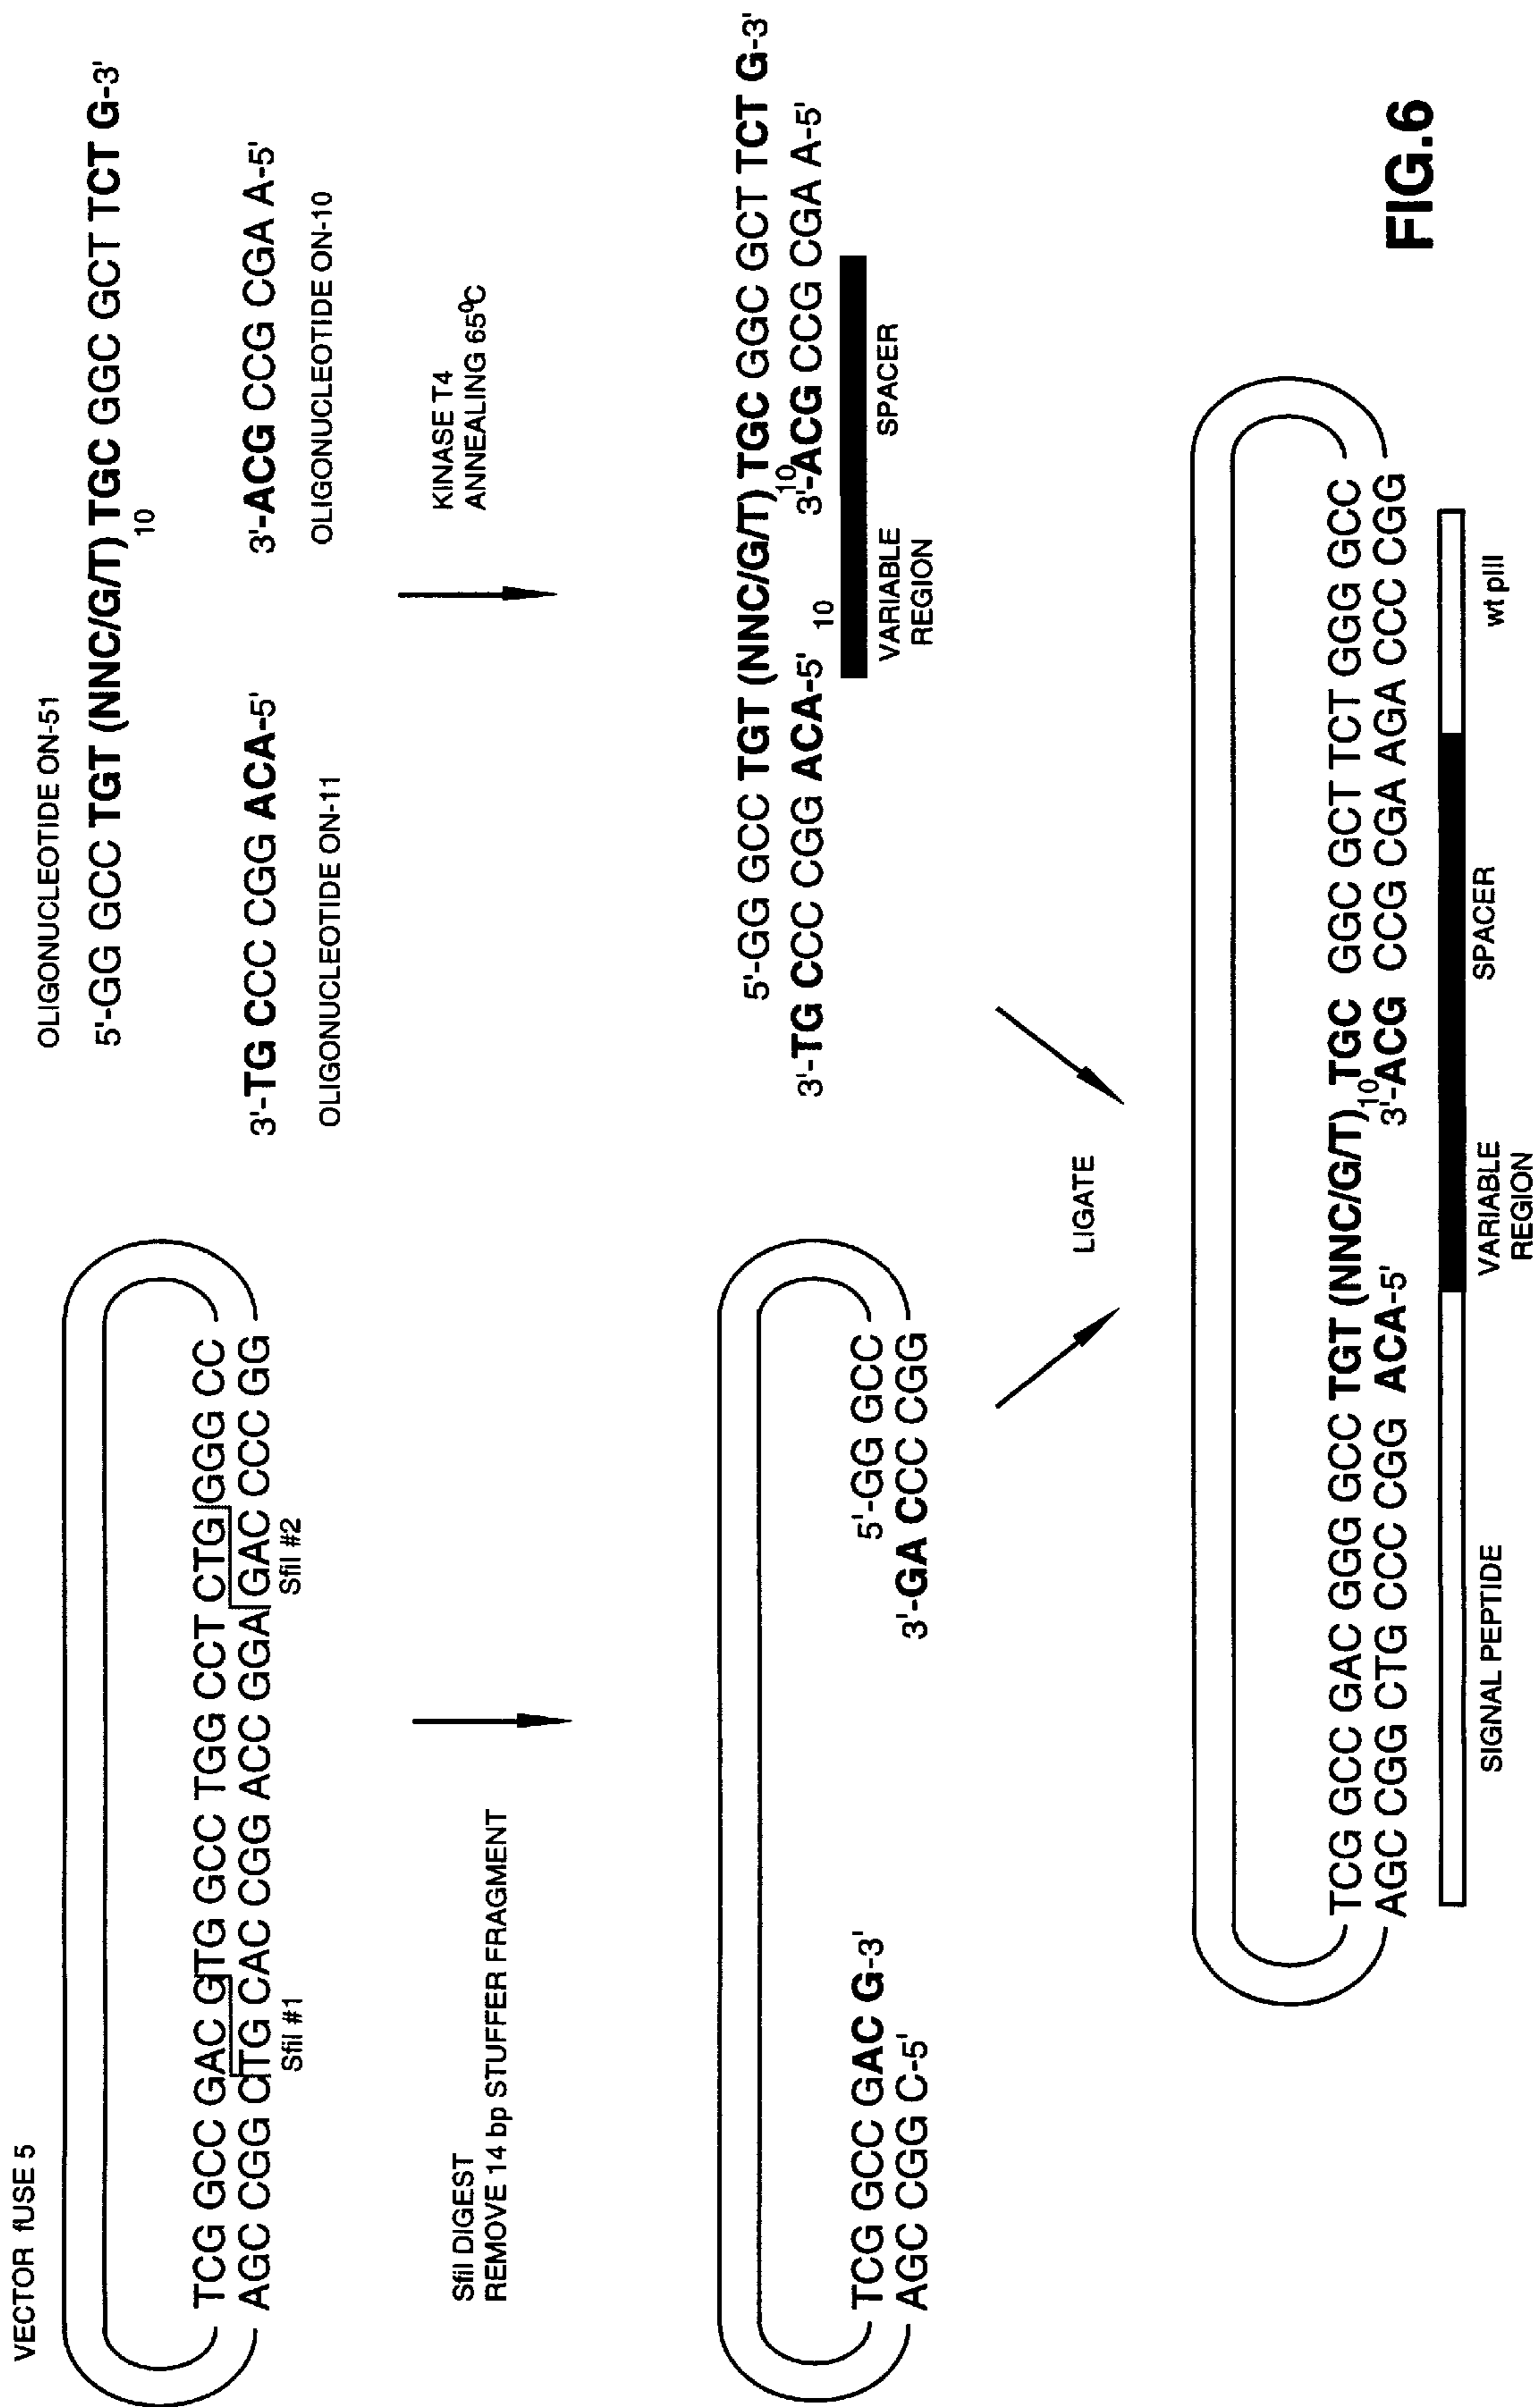 VECTOR fUSE 5
TCG GCC GAC GTG GCC TGG CCT CTG GGG CC
AGC CGG CTG CAC CGG ACC GGA GAC CCC GG
SfiI #1
SfiI #2
SfiI DIGEST
REMOVE 14 bp STUFFER FRAGMENT
TCG GCC GAC G-3'
AGC CGG C-5'
5'-GG GCC
3'-GA CCC CGG
OLIGONUCLEOTIDE ON-51
5'-GG GCC TGT (NNC/G/T) TGC GGC GCT TCT G-3'
10
3'-TG CCC CGG ACA-5'
3'-ACG CCG CGA A-5'
OLIGONUCLEOTIDE ON-11
OLIGONUCLEOTIDE ON-10
KINASE T4
ANNEALING 65⁰C
5'-GG GCC TGT (NNC/G/T) TGC GGC GCT TCT G-3'
10
3'-TG CCC CGG ACA-5'
10
3'-ACG CCG CGA A-5'
VARIABLE
REGION
SPACER
LIGATE
TCG GCC GAC GGG GCC TGT (NNC/G/T) TGC GGC GCT TCT GGG GCC
10
AGC CGG CTG CCC CGG ACA-5'
3'-ACG CCG CGA AGA CCC CGG
SIGNAL PEPTIDE
VARIABLE
REGION
SPACER
wt pIII
FIG.6